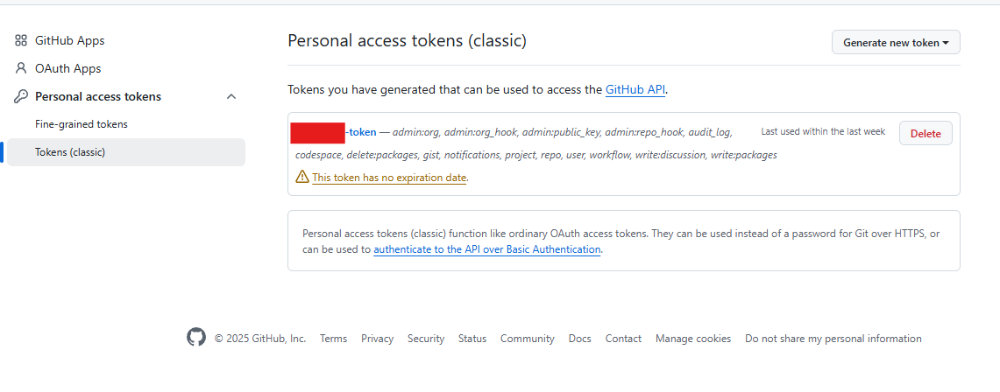 GitHub Apps
OAuth Apps
Personal access tokens
Fine-grained tokens
Tokens (classic)
Personal access tokens (classic)
Generate new token
Tokens you have generated that can be used to access the GitHub API.
-token — admin:org, admin:org_hook, admin:public_key, admin:repo_hook, audit_log,
codespace, delete:packages, gist, notifications, project, repo, user, workflow, write:discussion, write:packages
Last used within the last week
Delete
This token has no expiration date.
Personal access tokens (classic) function like ordinary OAuth access tokens. They can be used instead of a password for Git over HTTPS, or
can be used to authenticate to the API over Basic Authentication.
© 2025 GitHub, Inc. Terms Privacy Security Status Community Docs Contact Manage cookies Do not share my personal information